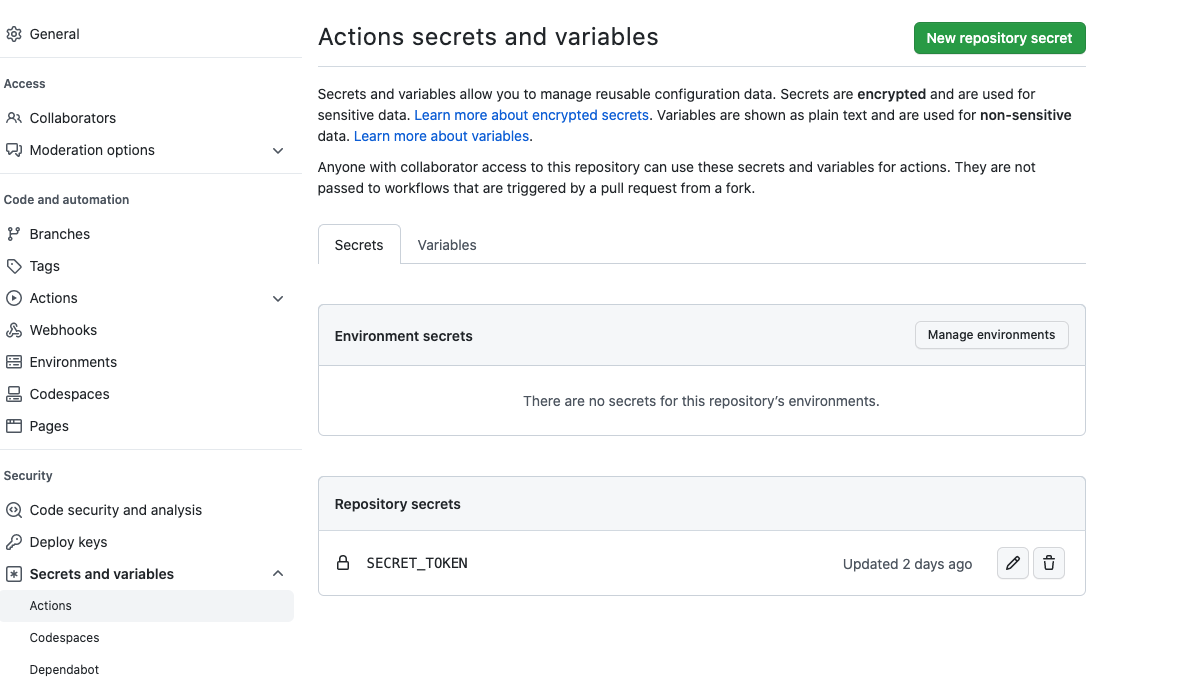 General
Access
Collaborators
Moderation options
Code and automation
Branches
Tags
Actions
Webhooks
Environments
Codespaces
Pages
Security
Code security and analysis
Deploy keys
Secrets and variables
Actions
Codespaces
Dependabot
Actions secrets and variables
New repository secret
Secrets and variables allow you to manage reusable configuration data. Secrets are encrypted and are used for
sensitive data. Learn more about encrypted secrets. Variables are shown as plain text and are used for non-sensitive
data. Learn more about variables.
Anyone with collaborator access to this repository can use these secrets and variables for actions. They are not
passed to workflows that are triggered by a pull request from a fork.
Secrets Variables
Environment secrets Manage environments
There are no secrets for this repository’s environments.
Repository secrets
SECRET_TOKEN Updated 2 days ago